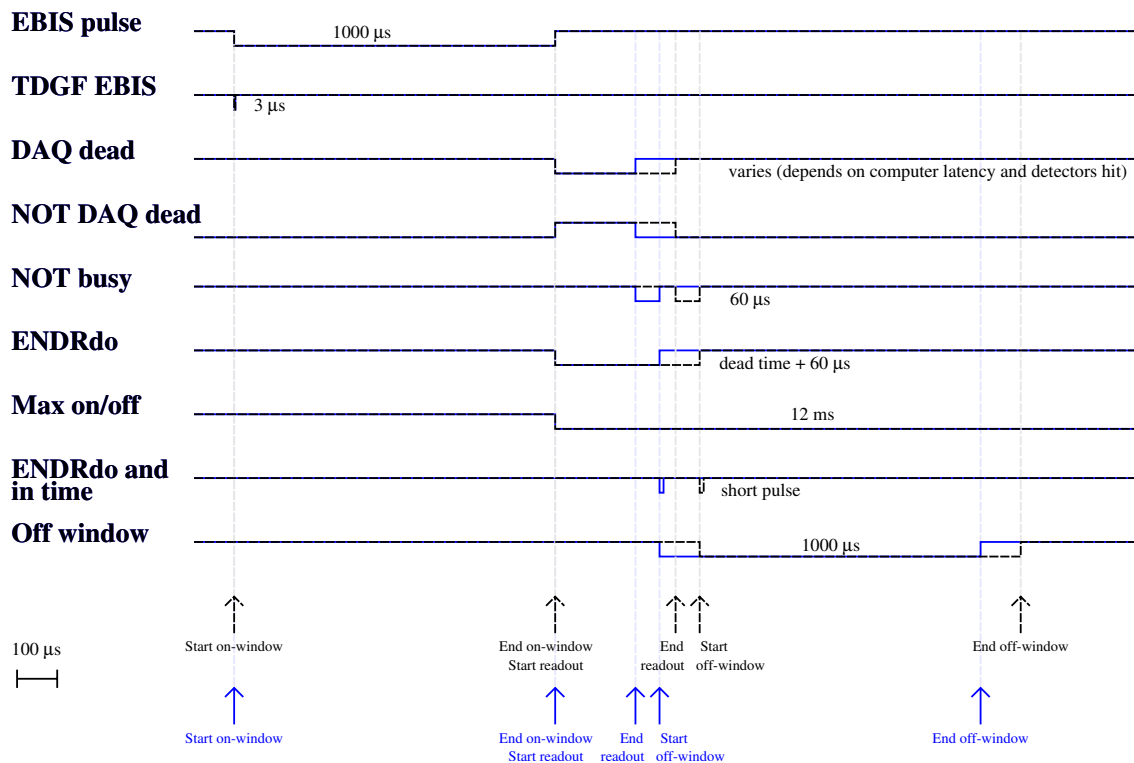 EBIS pulse
1000 µs
TDGF EBIS
3 µs
DAQ dead
varies (depends on computer latency and detectors hit)
NOT DAQ dead
NOT busy
60 µs
ENDRdo
dead time + 60 µs
Max on/off
12 ms
ENDRdo and
in time
short pulse
Off window
1000 µs
100 µs
Start on-window
End on-window
Start readout
End
readout
Start
off-window
End off-window
Start on-window
End on-window
Start readout
End
readout
Start
off-window
End off-window